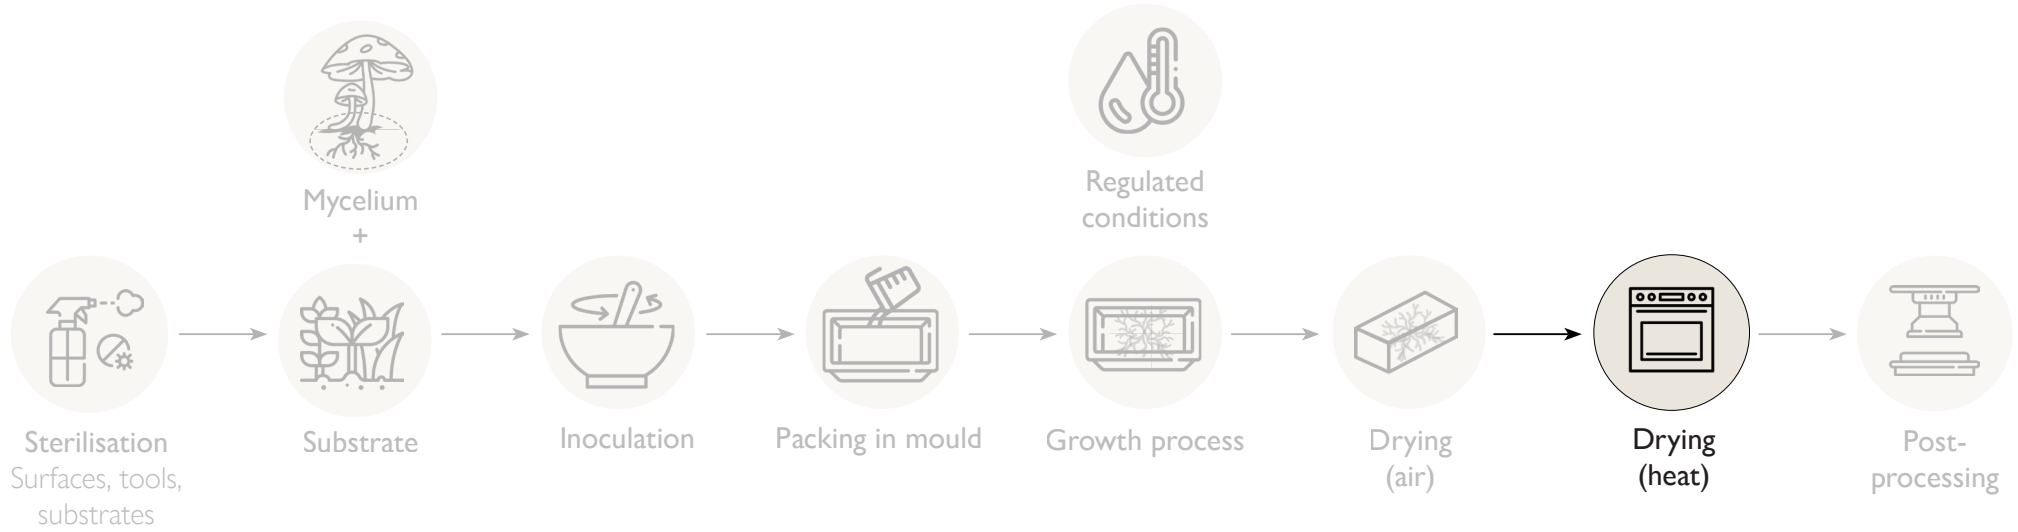 Mycelium
+
Regulated
conditions
Sterilisation
Surfaces, tools,
substrates
Substrate
Inoculation
Packing in mould
Growth process
Drying
(air)
Drying
(heat)
Post-
processing